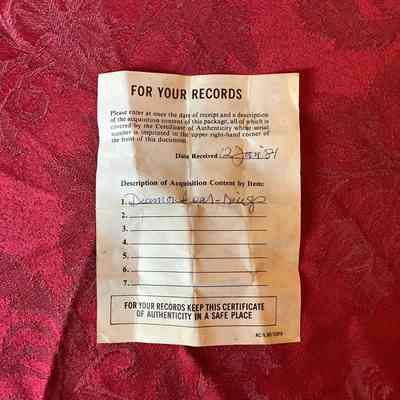 FOR YOUR RECORDS
Please enter at once the date of receipt and a description
of the acquisition content of this package, all of which is
covered by the Certificate of Authenticity whose serial
number is imprinted in the upper right-hand corner of
the front of this document.
Date Received: 2 Jan 81
Description of Acquisition Content by Item:
1.
2.
3.
4.
5.
6.
7.
FOR YOUR RECORDS KEEP THIS CERTIFICATE
OF AUTHENTICITY IN A SAFE PLACE